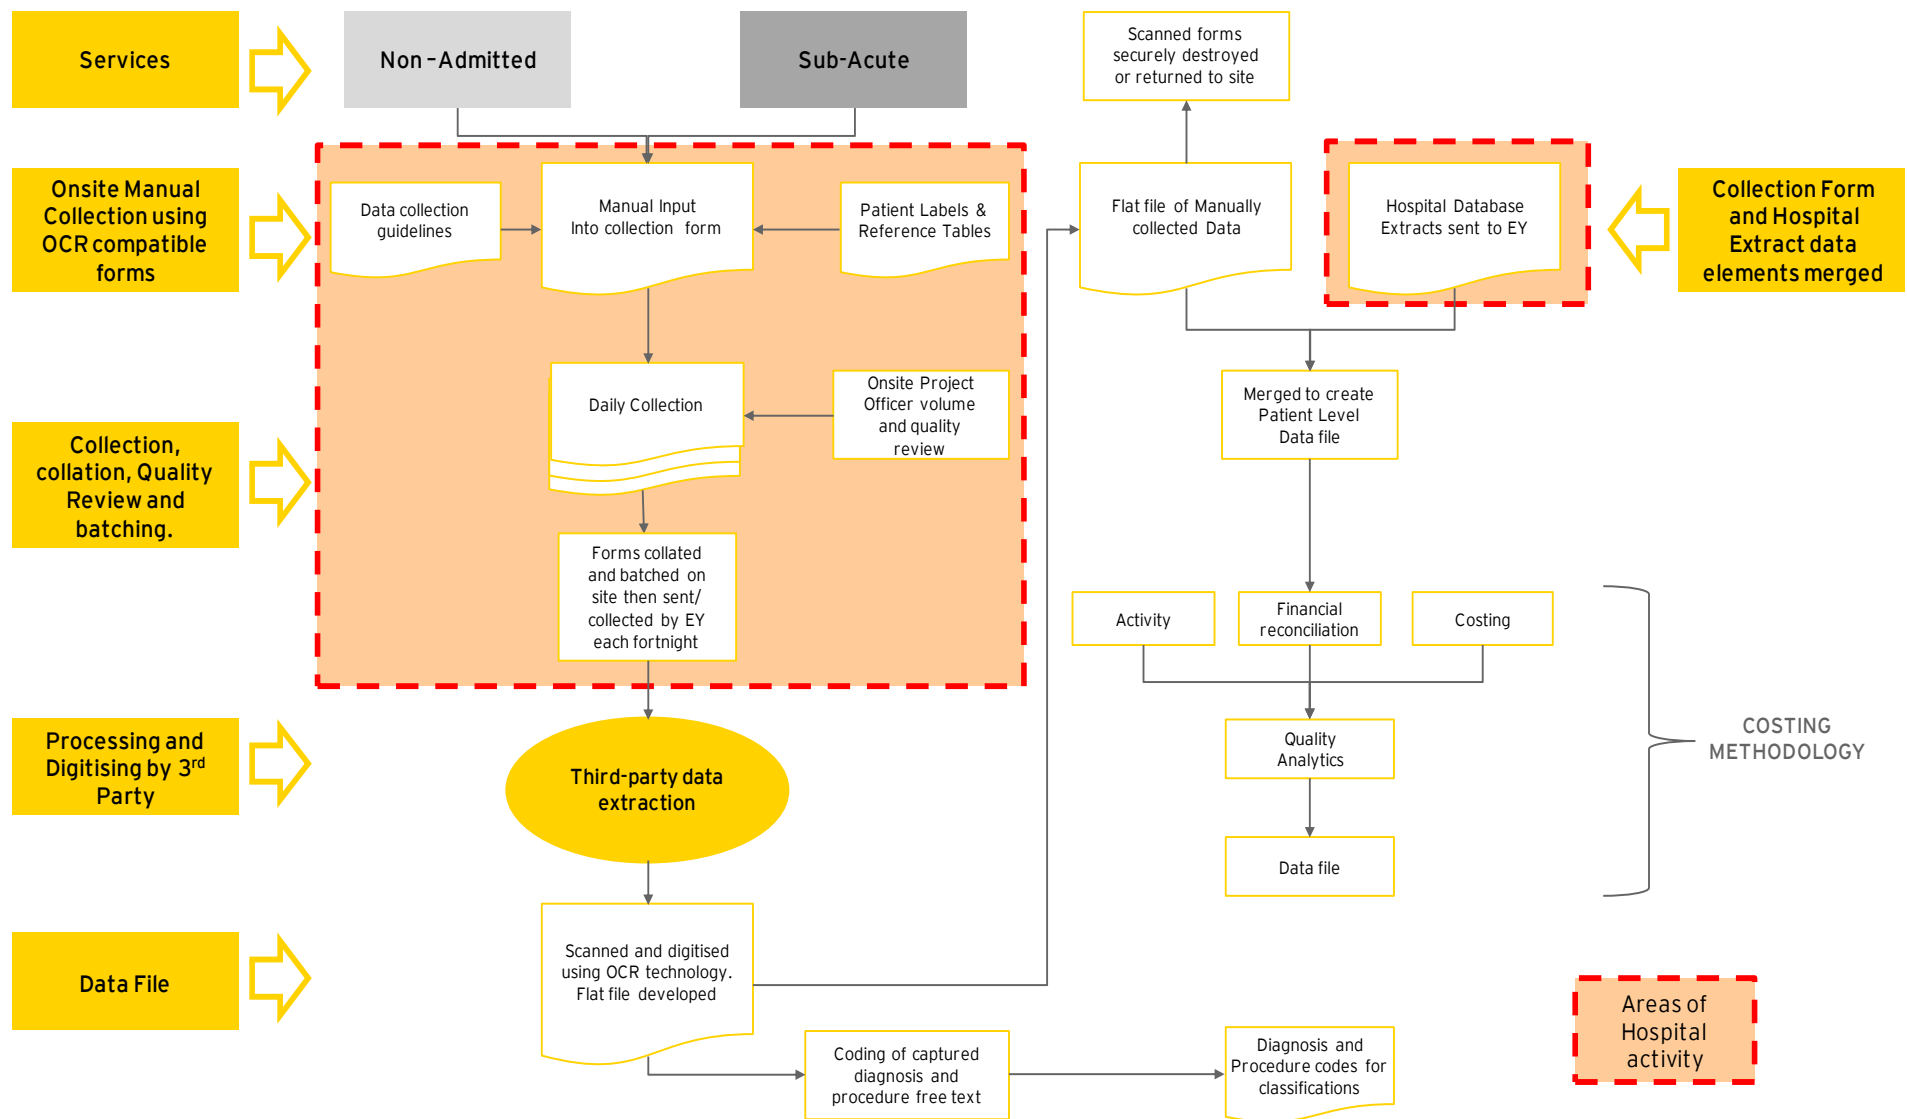 Services
Non-Admitted
Sub-Acute
Scanned forms
securely destroyed
or returned to site
Onsite Manual
Collection using
OCR compatible
forms
Data collection
guidelines
Manual Input
Into collection form
Patient Labels &
Reference Tables
Flat file of Manually
collected Data
Hospital Database
Extracts sent to EY
Collection Form
and Hospital
Extract data
elements merged
Collection,
collation, Quality
Review and
batching.
Daily Collection
Onsite Project
Officer volume
and quality
review
Merged to create
Patient Level
Data file
Forms collated
and batched on
site then sent/
collected by EY
each fortnight
Activity
Financial
reconciliation
Costing
Processing and
Digitising by 3rd
Party
Third-party data
extraction
Quality
Analytics
COSTING
METHODOLOGY
Data file
Data File
Scanned and digitised
using OCR technology.
Flat file developed
Areas of
Hospital
activity
Coding of captured
diagnosis and
procedure free text
Diagnosis and
Procedure codes for
classifications